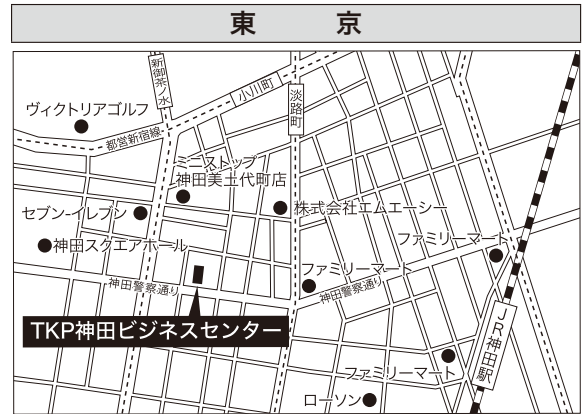 東京
新御茶ノ水
小川町
淡路町
ヴィクトリアゴルフ
都営新宿線
ミニストップ
神田美土代町店
セブン-イレブン
株式会社エムエーシー
神田スクエアホール
ファミリーマート
ファミリーマート
神田警察通り
神田警察通り
TKP神田ビジネスセンター
JR神田駅
ファミリーマート
ローソン